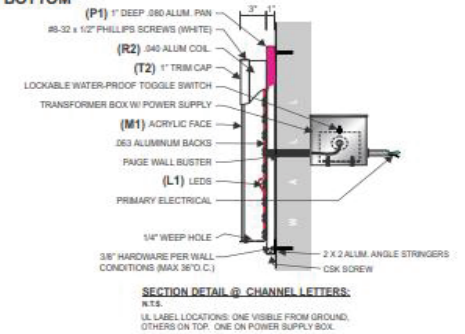 BOTTOM
3" 1"
(P1) 1" DEEP .080 ALUM. PAN
#8-32 x 1/2" PHILLIPS SCREWS (WHITE)
(R2) .040 ALUM COIL
(T2) 1" TRIM CAP
LOCKABLE WATER-PROOF TOGGLE SWITCH
TRANSFORMER BOX W/ POWER SUPPLY
(M1) ACRYLIC FACE
.063 ALUMINUM BACKS
PAIGE WALL BUSTER
(L1) LEDS
PRIMARY ELECTRICAL
WALL
1/4" WEEP HOLE
3/8" HARDWARE PER WALL
CONDITIONS (MAX 36"O.C.)
2 X 2 ALUM. ANGLE STRINGERS
CSK SCREW
SECTION DETAIL @ CHANNEL LETTERS:
N.T.S.
UL LABEL LOCATIONS: ONE VISIBLE FROM GROUND,
OTHERS ON TOP. ONE ON POWER SUPPLY BOX.